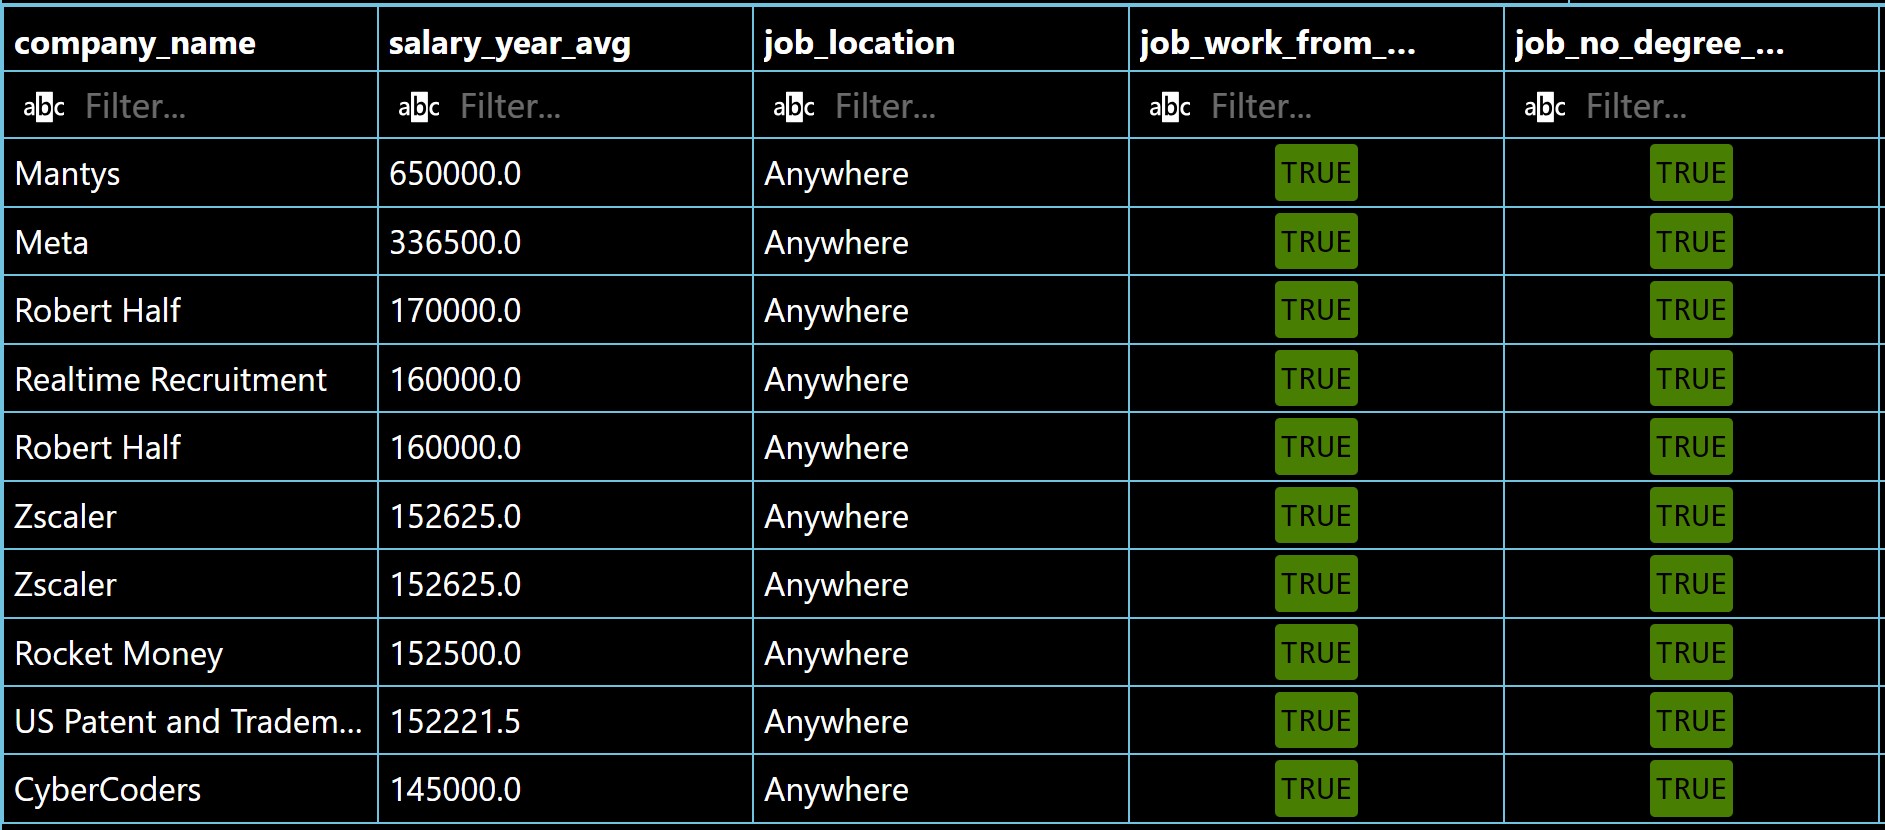 company_name salary_year_avg job_location job_work_from_... job_no_degree_...
abc Filter... abc Filter... abc Filter... abc Filter... abc Filter...
Mantys 650000.0 Anywhere TRUE TRUE
Meta 336500.0 Anywhere TRUE TRUE
Robert Half 170000.0 Anywhere TRUE TRUE
Realtime Recruitment 160000.0 Anywhere TRUE TRUE
Robert Half 160000.0 Anywhere TRUE TRUE
Zscaler 152625.0 Anywhere TRUE TRUE
Zscaler 152625.0 Anywhere TRUE TRUE
Rocket Money 152500.0 Anywhere TRUE TRUE
US Patent and Tradem... 152221.5 Anywhere TRUE TRUE
CyberCoders 145000.0 Anywhere TRUE TRUE